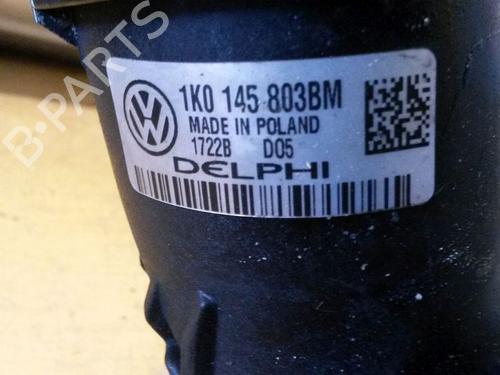 B-PARTS
1K0 145 803BM
MADE IN POLAND
1722B D05
DELPHI